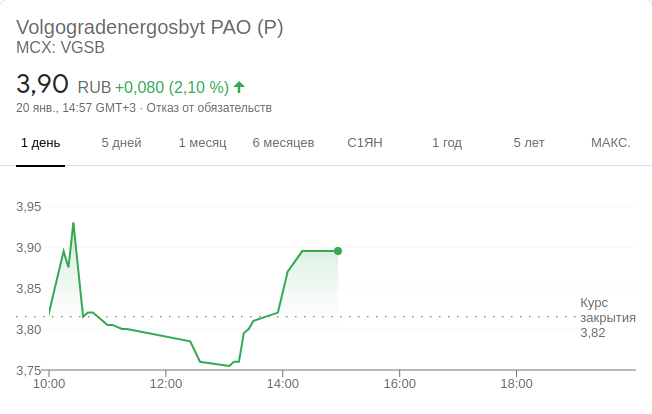 Volgogradenergosbyt PAO (P)
MCX: VGSB
3,90 RUB +0,080 (2,10 %)
20 янв., 14:57 GMT+3 · Отказ от обязательств
1 день 5 дней 1 месяц 6 месяцев С1ЯН 1 год 5 лет МАКС.
3,95
3,90
3,85
3,80
3,75
Курс
закрытия
3,82
10:00 12:00 14:00 16:00 18:00